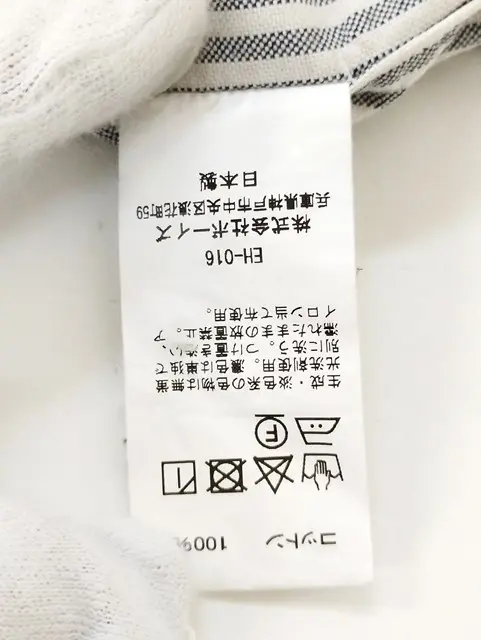 コットン 100%
生成・淡色系の色物は無蛍
光洗剤使用。濃色は単独で
別に洗う。つけ置き洗い、
濡れたままの放置禁止。ア
イロン当て布使用。
EH-016
株式会社ボーイズ
兵庫県神戸市中央区浪花町59
日本製